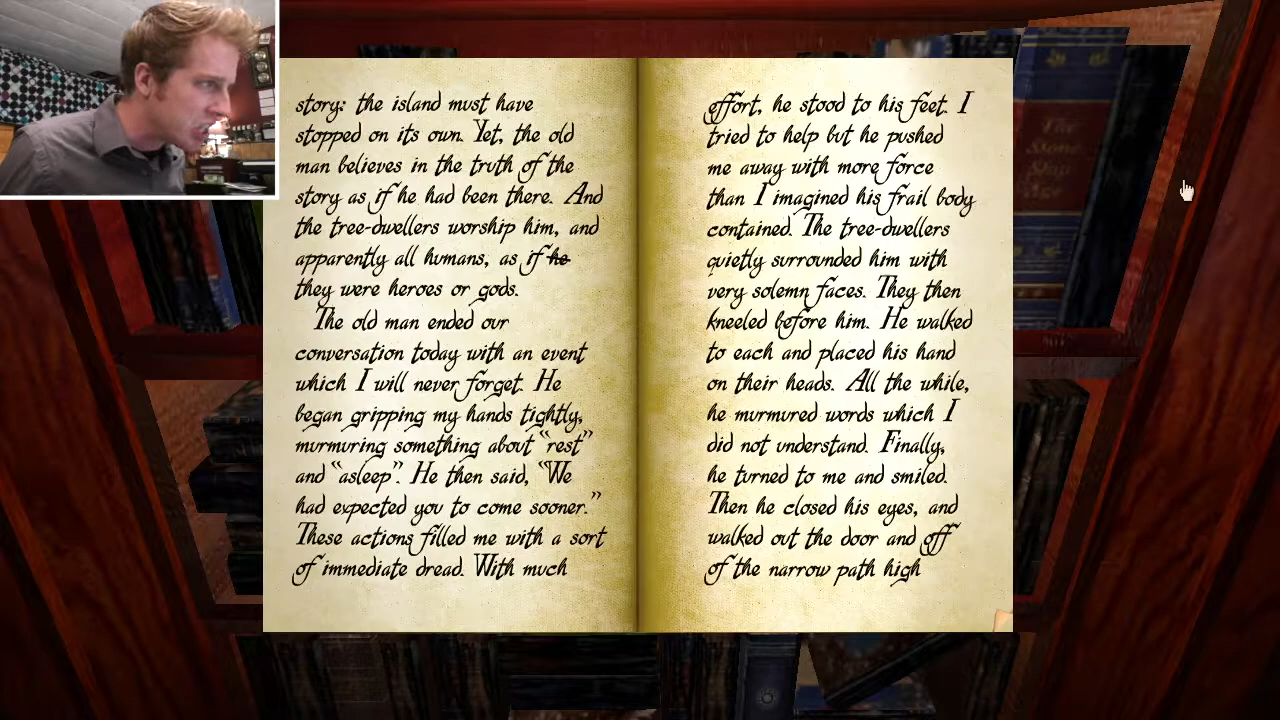 story: the island must have
stopped on its own. Yet, the old
man believes in the truth of the
story as if he had been there. And
the tree-dwellers worship him, and
apparently all humans, as if he
they were heroes or gods.
The old man ended our
conversation today with an event
which I will never forget. He
began gripping my hands tightly,
murmuring something about “rest”
and “asleep”. He then said, “We
had expected you to come sooner.”
These actions filled me with a sort
of immediate dread. With much
effort, he stood to his feet. I
tried to help but he pushed
me away with more force
than I imagined his frail body
contained. The tree-dwellers
quietly surrounded him with
very solemn faces. They then
kneeled before him. He walked
to each and placed his hand
on their heads. All the while,
he murmured words which I
did not understand. Finally,
he turned to me and smiled.
Then he closed his eyes, and
walked out the door and off
of the narrow path high
The
Stone
Ship